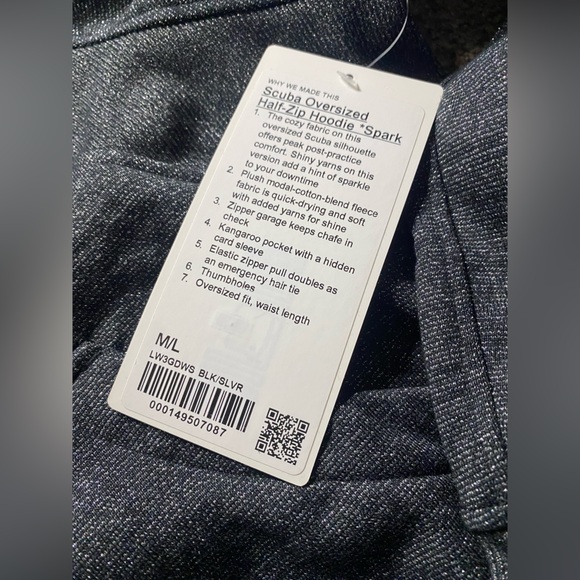 WHY WE MADE THIS
Scuba Oversized
Half-Zip Hoodie *Spark
1. The cozy fabric on this
oversized Scuba silhouette
offers peak post-practice
comfort. Shiny yarns on this
version add a hint of sparkle
to your downtime
2. Plush modal-cotton-blend fleece
fabric is quick-drying and soft
with added yarns for shine
3. Zipper garage keeps chafe in
check
4. Kangaroo pocket with a hidden
card sleeve
5. Elastic zipper pull doubles as
an emergency hair tie
6. Thumbholes
7. Oversized fit, waist length
M/L
LW3GDWS BLK/SLVR
000149507087